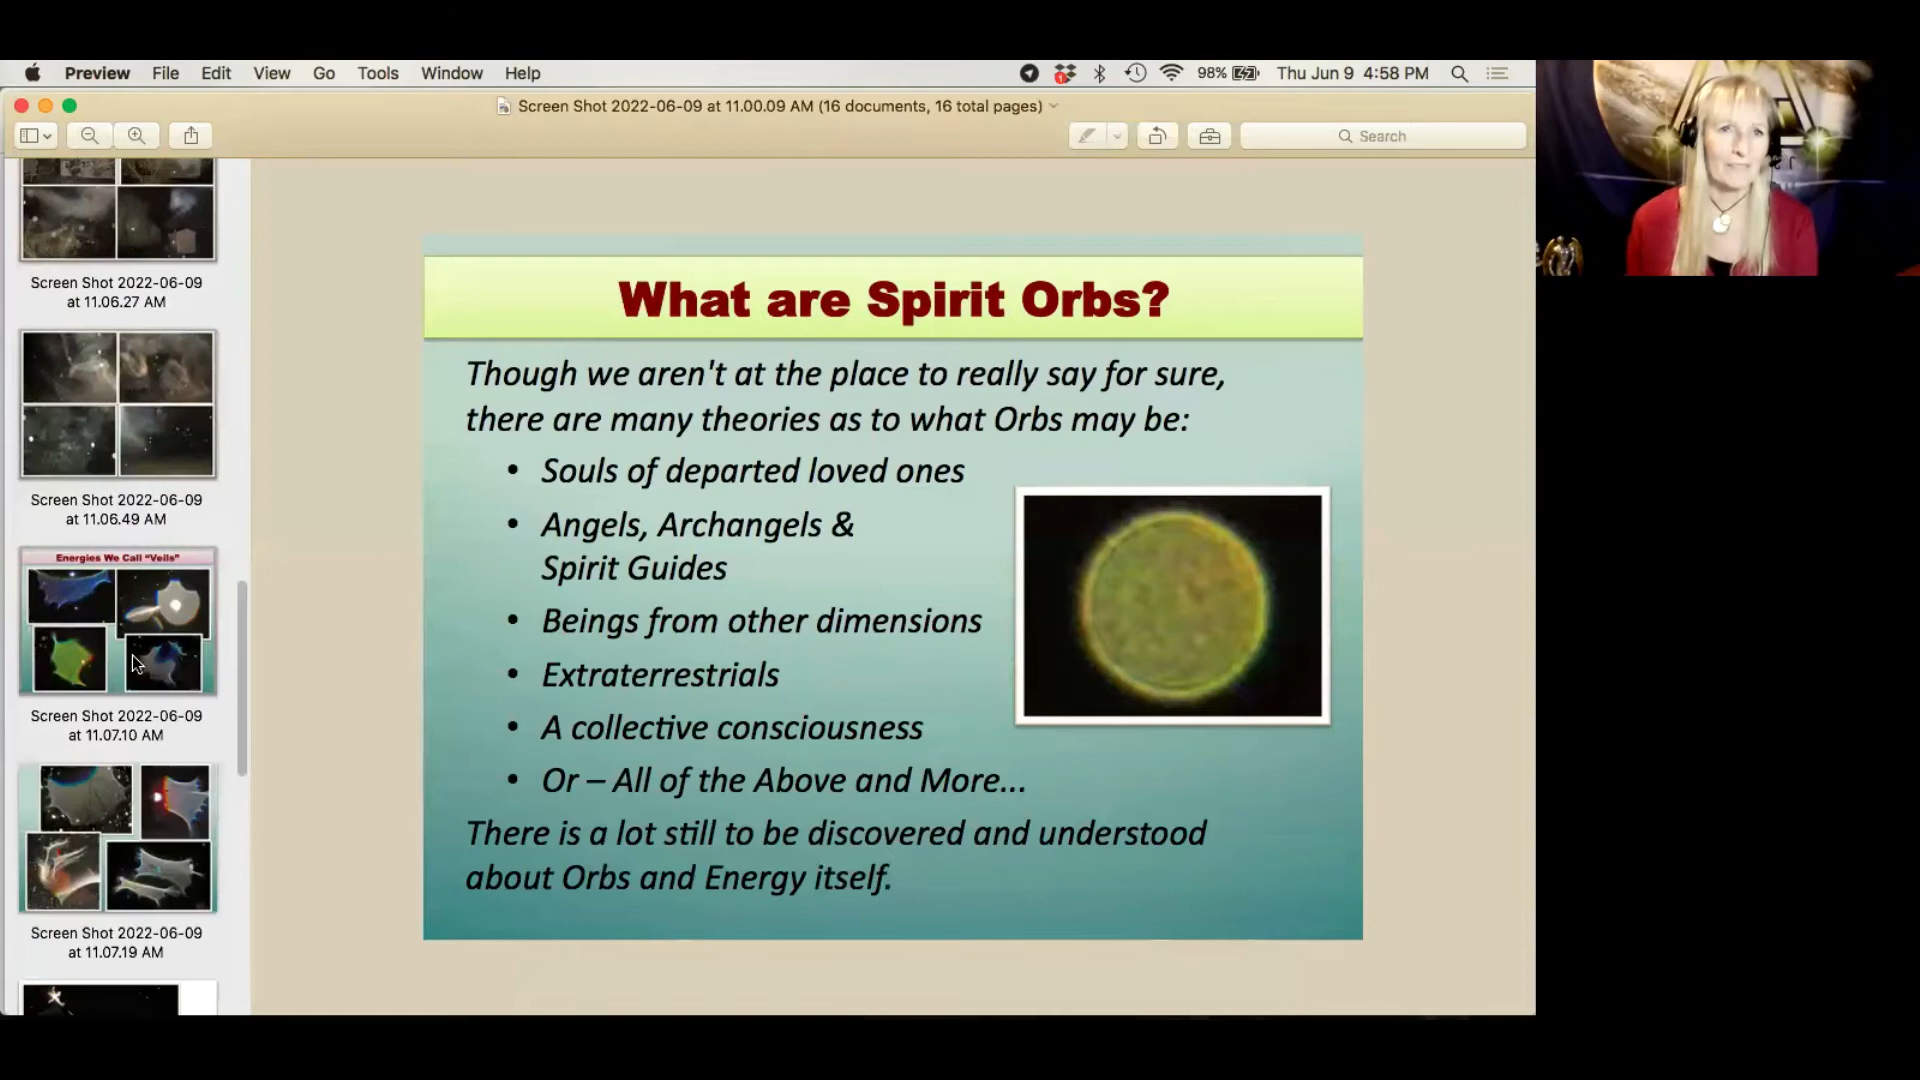 Preview File Edit View Go Tools Window Help 98% Thu Jun 9 4:58 PM
Screen Shot 2022-06-09 at 11.00.09 AM (16 documents, 16 total pages)
Search
Screen Shot 2022-06-09
at 11.06.27 AM
Screen Shot 2022-06-09
at 11.06.49 AM
Energies We Call “Veils”
Screen Shot 2022-06-09
at 11.07.10 AM
Screen Shot 2022-06-09
at 11.07.19 AM
What are Spirit Orbs?
Though we aren't at the place to really say for sure,
there are many theories as to what Orbs may be:
• Souls of departed loved ones
• Angels, Archangels &
Spirit Guides
• Beings from other dimensions
• Extraterrestrials
• A collective consciousness
• Or – All of the Above and More...
There is a lot still to be discovered and understood
about Orbs and Energy itself.